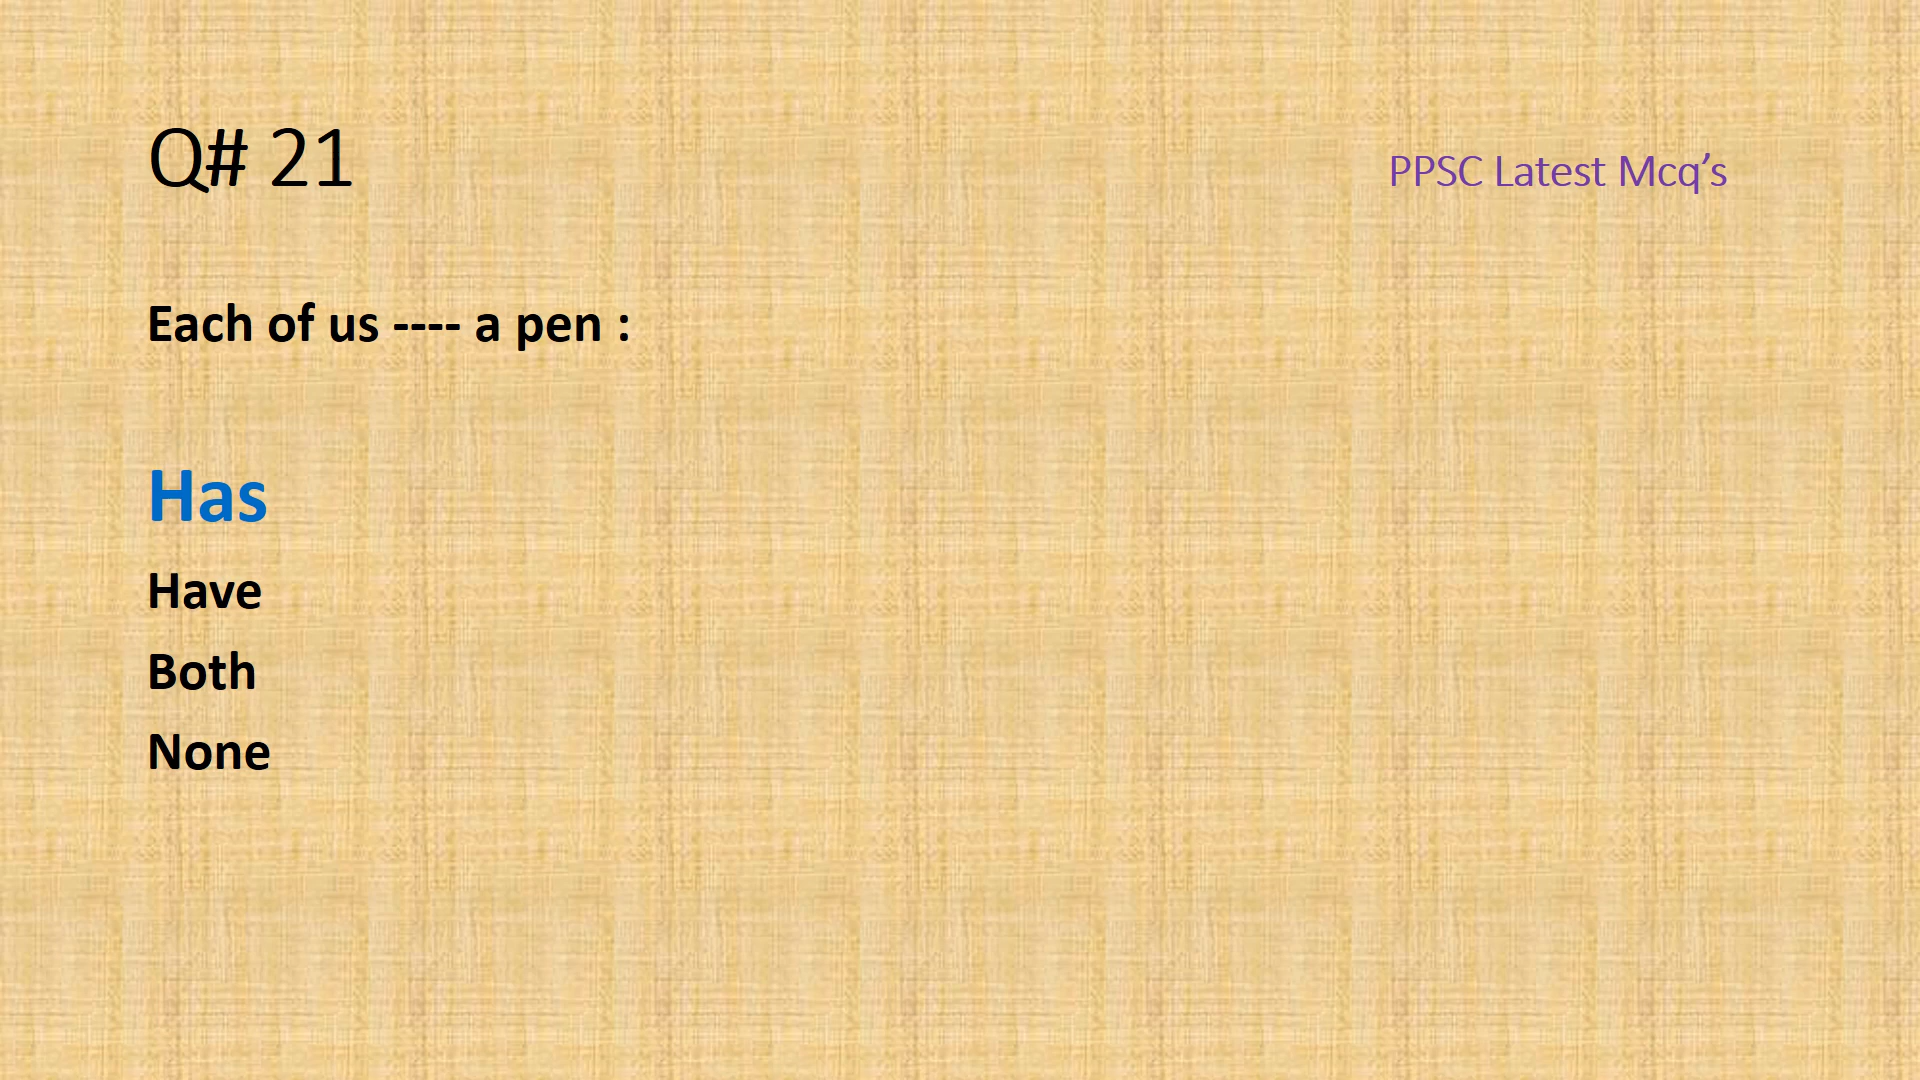 Q# 21
PPSC Latest Mcq’s
Each of us ---- a pen :
Has
Have
Both
None